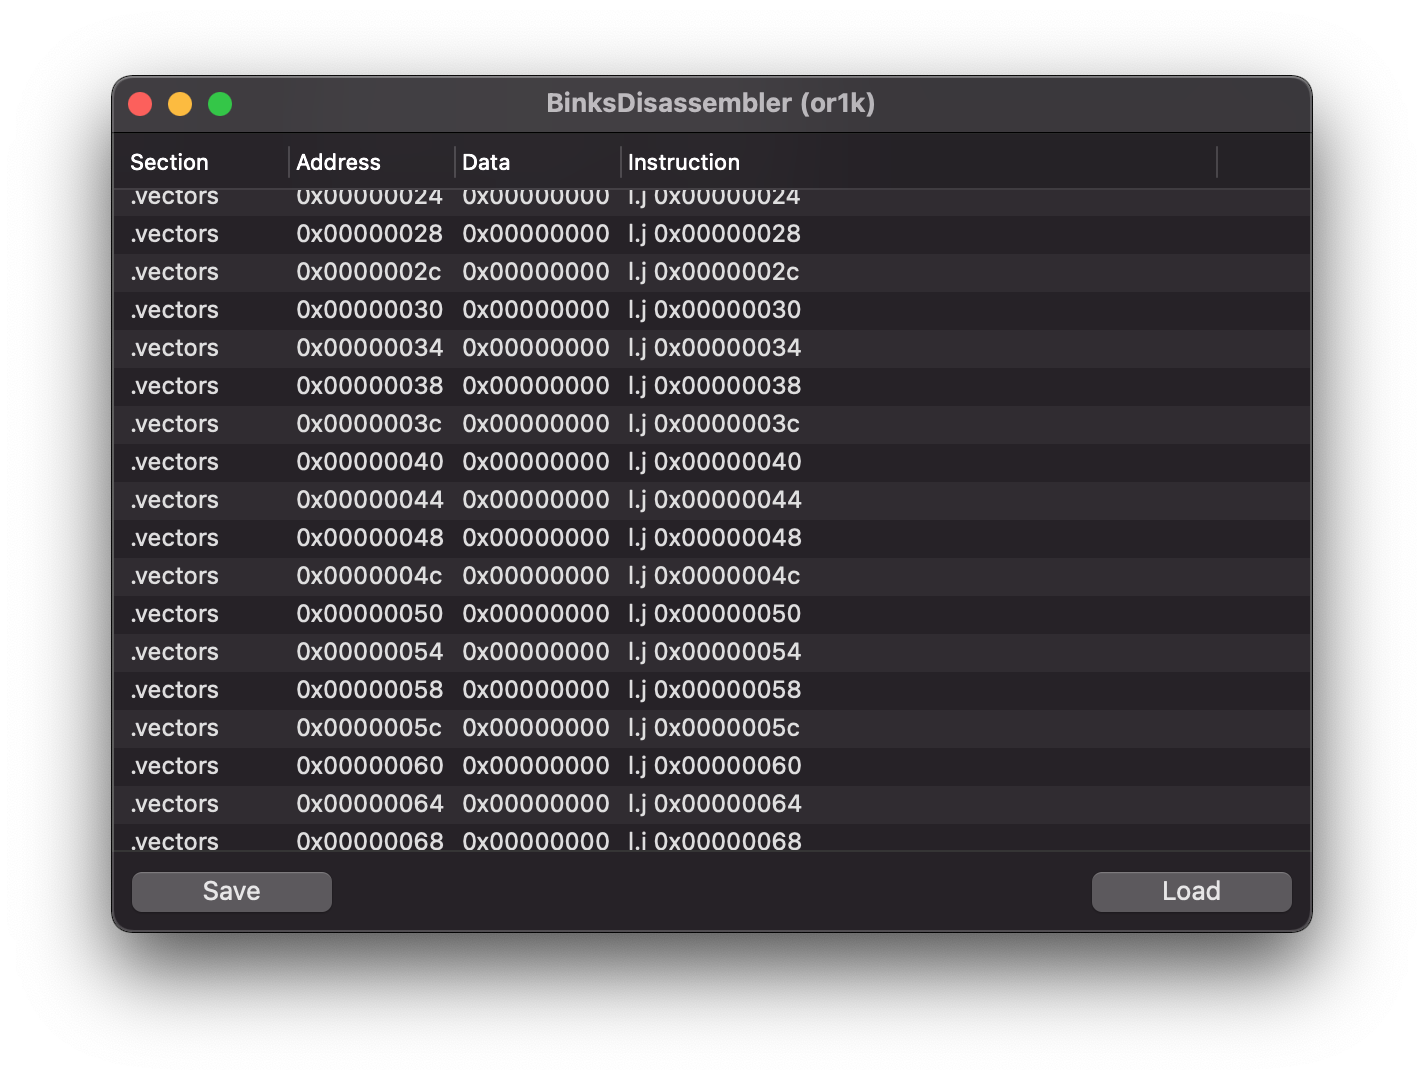 BinksDisassembler (or1k)
Section Address Data Instruction
.vectors 0x00000024 0x00000000 l.j 0x00000024
.vectors 0x00000028 0x00000000 l.j 0x00000028
.vectors 0x0000002c 0x00000000 l.j 0x0000002c
.vectors 0x00000030 0x00000000 l.j 0x00000030
.vectors 0x00000034 0x00000000 l.j 0x00000034
.vectors 0x00000038 0x00000000 l.j 0x00000038
.vectors 0x0000003c 0x00000000 l.j 0x0000003c
.vectors 0x00000040 0x00000000 l.j 0x00000040
.vectors 0x00000044 0x00000000 l.j 0x00000044
.vectors 0x00000048 0x00000000 l.j 0x00000048
.vectors 0x0000004c 0x00000000 l.j 0x0000004c
.vectors 0x00000050 0x00000000 l.j 0x00000050
.vectors 0x00000054 0x00000000 l.j 0x00000054
.vectors 0x00000058 0x00000000 l.j 0x00000058
.vectors 0x0000005c 0x00000000 l.j 0x0000005c
.vectors 0x00000060 0x00000000 l.j 0x00000060
.vectors 0x00000064 0x00000000 l.j 0x00000064
.vectors 0x00000068 0x00000000 l.j 0x00000068
Save Load